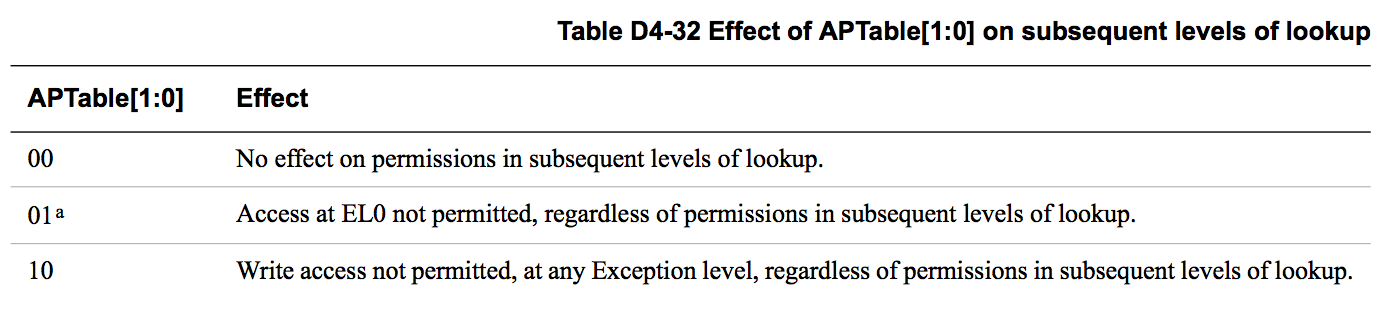 Table D4-32 Effect of APTable[1:0] on subsequent levels of lookup
APTable[1:0] Effect
00 No effect on permissions in subsequent levels of lookup.
01a Access at EL0 not permitted, regardless of permissions in subsequent levels of lookup.
10 Write access not permitted, at any Exception level, regardless of permissions in subsequent levels of lookup.